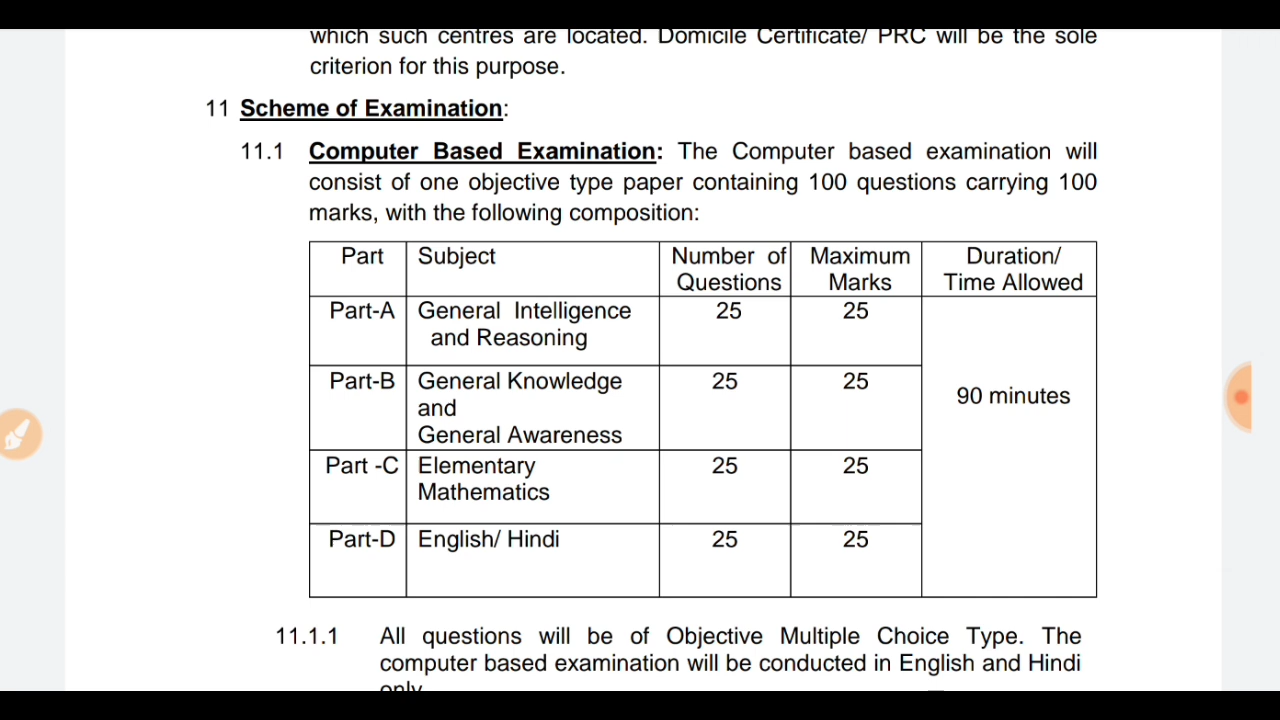 which such centres are located. Domicile Certificate/ PRC will be the sole
criterion for this purpose.
11 Scheme of Examination:
11.1 Computer Based Examination: The Computer based examination will
consist of one objective type paper containing 100 questions carrying 100
marks, with the following composition:
Part Subject Number of Questions Maximum Marks Duration/ Time Allowed
Part-A General Intelligence and Reasoning 25 25
Part-B General Knowledge and General Awareness 25 25 90 minutes
Part -C Elementary Mathematics 25 25
Part-D English/ Hindi 25 25
11.1.1 All questions will be of Objective Multiple Choice Type. The
computer based examination will be conducted in English and Hindi
only